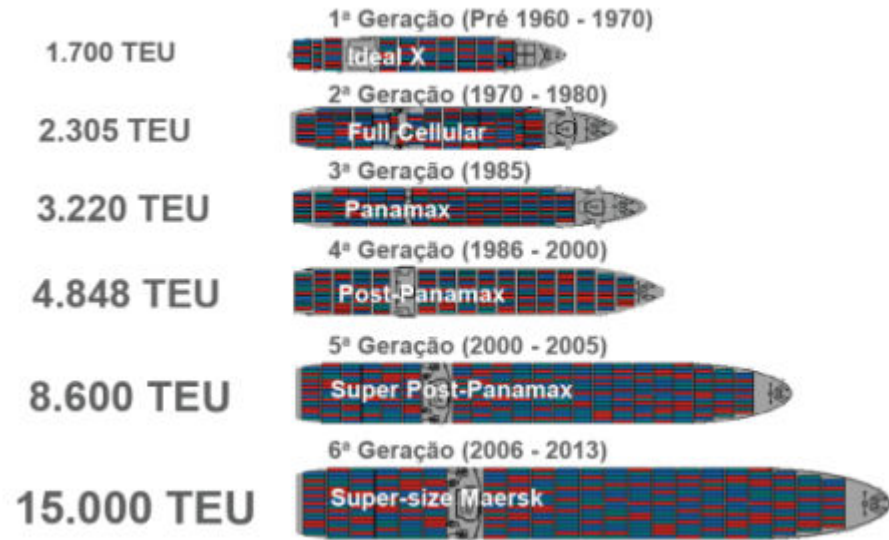 1ª Geração (Pré 1960 - 1970)
1.700 TEU
Ideal X
2ª Geração (1970 - 1980)
2.305 TEU
Full Cellular
3ª Geração (1985)
3.220 TEU
Panamax
4ª Geração (1986 - 2000)
4.848 TEU
Post-Panamax
5ª Geração (2000 - 2005)
8.600 TEU
Super Post-Panamax
6ª Geração (2006 - 2013)
15.000 TEU
Super-size Maersk